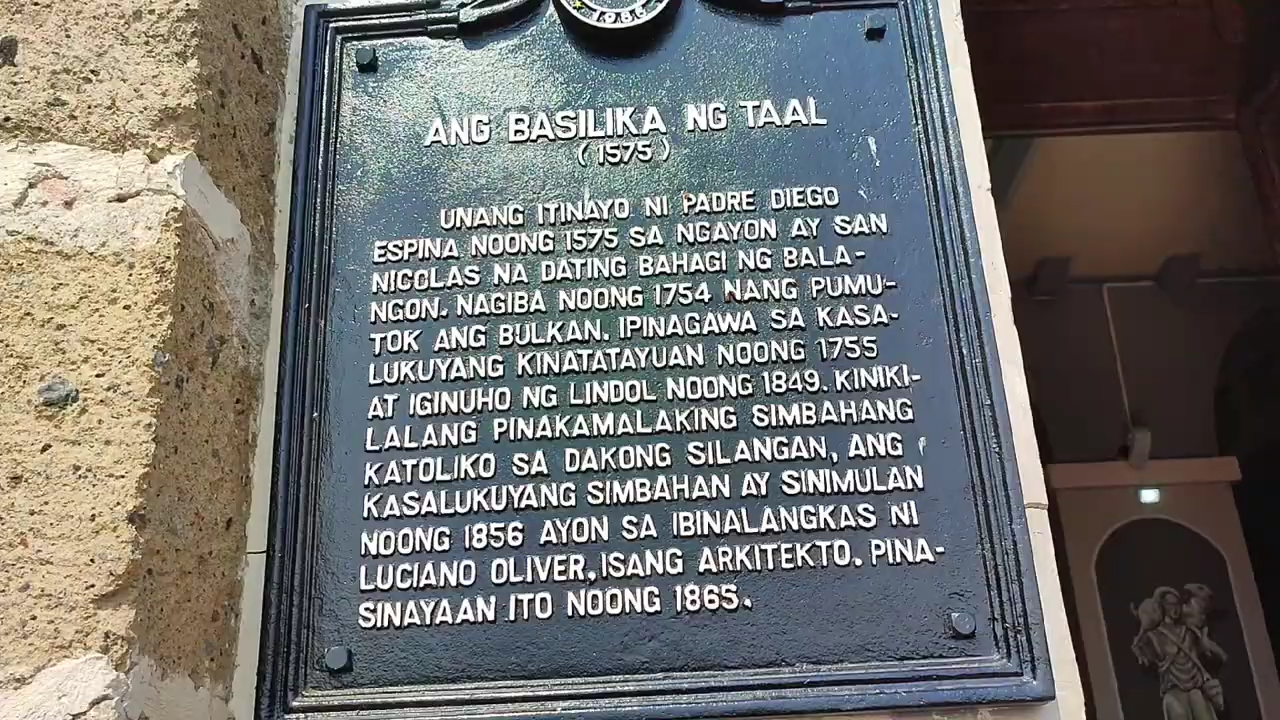 1986
ANG BASILIKA NG TAAL
(1575)
UNANG ITINAYO NI PADRE DIEGO
ESPINA NOONG 1575 SA NGAYON AY SAN
NICOLAS NA DATING BAHAGI NG BALA-
NGON. NAGIBA NOONG 1754 NANG PUMU-
TOK ANG BULKAN. IPINAGAWA SA KASA-
LUKUYANG KINATATAYUAN NOONG 1755
AT IGINUHO NG LINDOL NOONG 1849. KINIKI-
LALANG PINAKAMALAKING SIMBAHANG
KATOLIKO SA DAKONG SILANGAN, ANG
KASALUKUYANG SIMBAHAN AY SINIMULAN
NOONG 1856 AYON SA IBINALANGKAS NI
LUCIANO OLIVER, ISANG ARKITEKTO. PINA-
SINAYAAN ITO NOONG 1865.